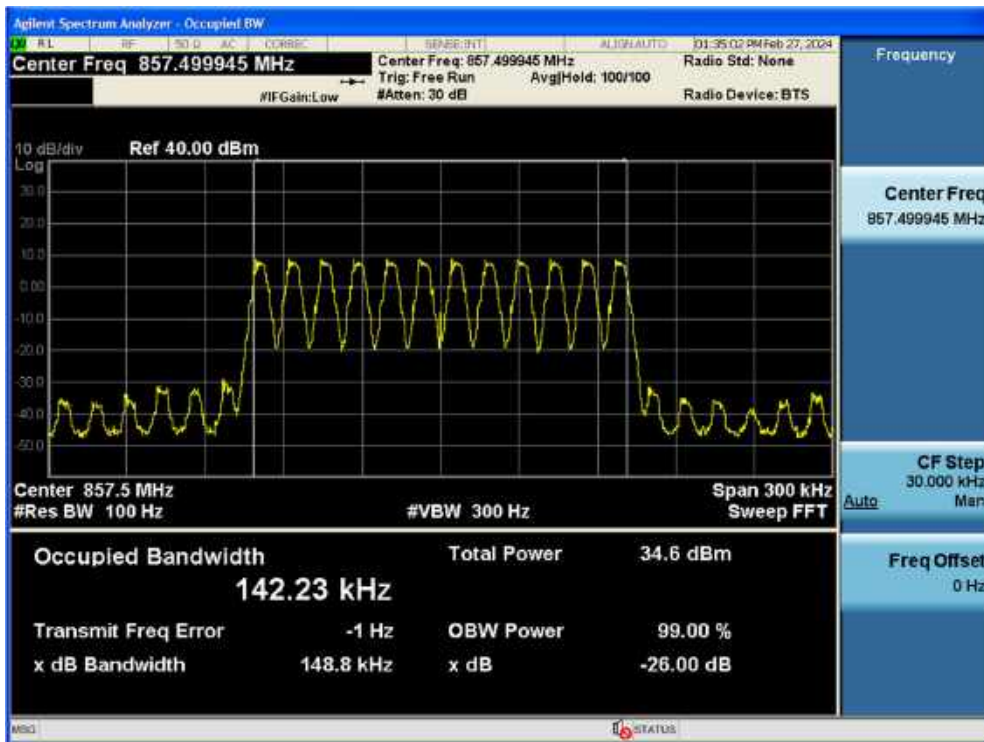 Agilent Spectrum Analyzer - Occupied BW
RL RF 50 Ω AC CORREC SENSE:INT ALIGN AUTO 01:35:02 PM Feb 27, 2024
Center Freq 857.499945 MHz
Center Freq: 857.499945 MHz
Radio Std: None
Trig: Free Run Avg|Hold: 100/100
#IFGain:Low
#Atten: 30 dB
Radio Device: BTS
10 dB/div Ref 40.00 dBm
Log
30.0
20.0
10.0
0.00
-10.0
-20.0
-30.0
-40.0
-50.0
Center 857.5 MHz
Span 300 kHz
#Res BW 100 Hz
#VBW 300 Hz
Sweep FFT
Occupied Bandwidth
142.23 kHz
Total Power 34.6 dBm
Transmit Freq Error -1 Hz
OBW Power 99.00 %
x dB Bandwidth 148.8 kHz
x dB -26.00 dB
MSG
STATUS
Frequency
Center Freq
857.499945 MHz
CF Step
30.000 kHz
Auto Man
Freq Offset
0 Hz